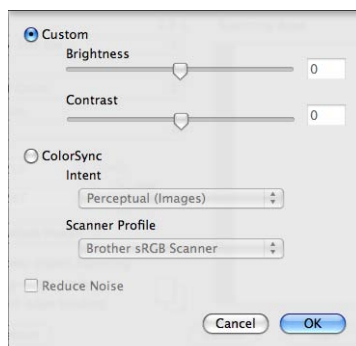 Custom
Brightness
0
Contrast
0
ColorSync
Intent
Perceptual (Images)
Scanner Profile
Brother sRGB Scanner
Reduce Noise
Cancel OK